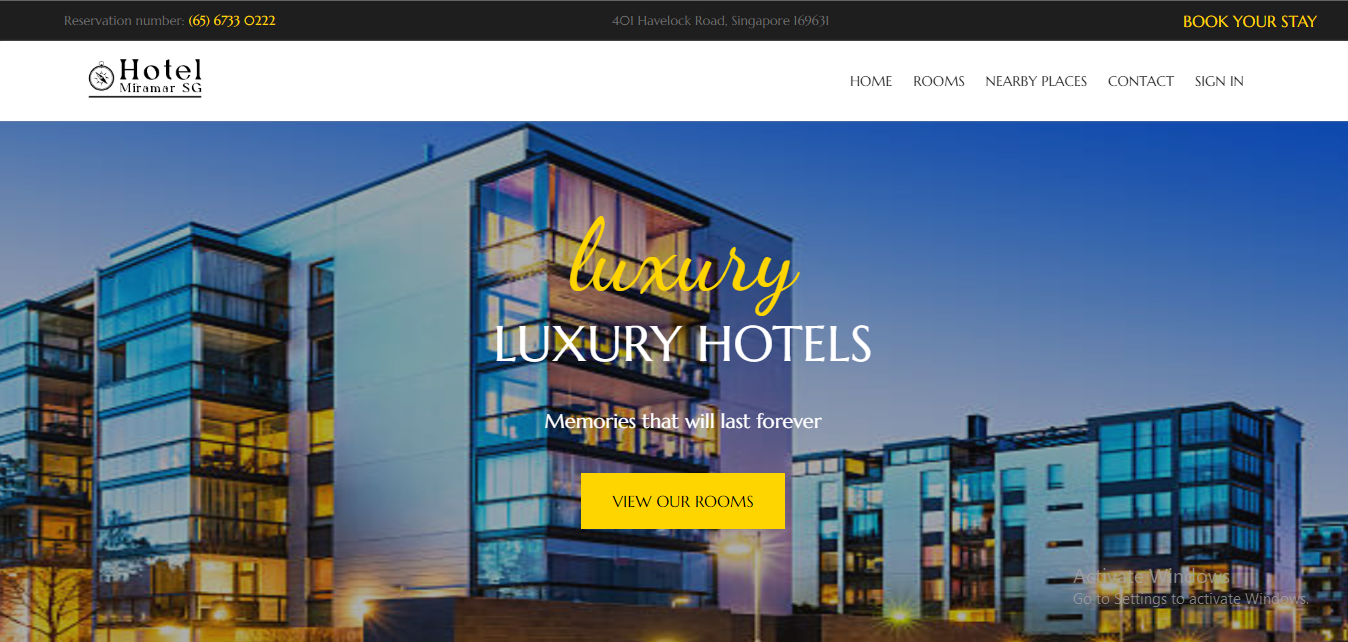 Reservation number: (65) 6733 0222
401 Havelock Road, Singapore 169631
BOOK YOUR STAY
Hotel
Miramar SG
HOME
ROOMS
NEARBY PLACES
CONTACT
SIGN IN
luxury
LUXURY HOTELS
Memories that will last forever
VIEW OUR ROOMS
Activate Windows
Go to Settings to activate Windows.